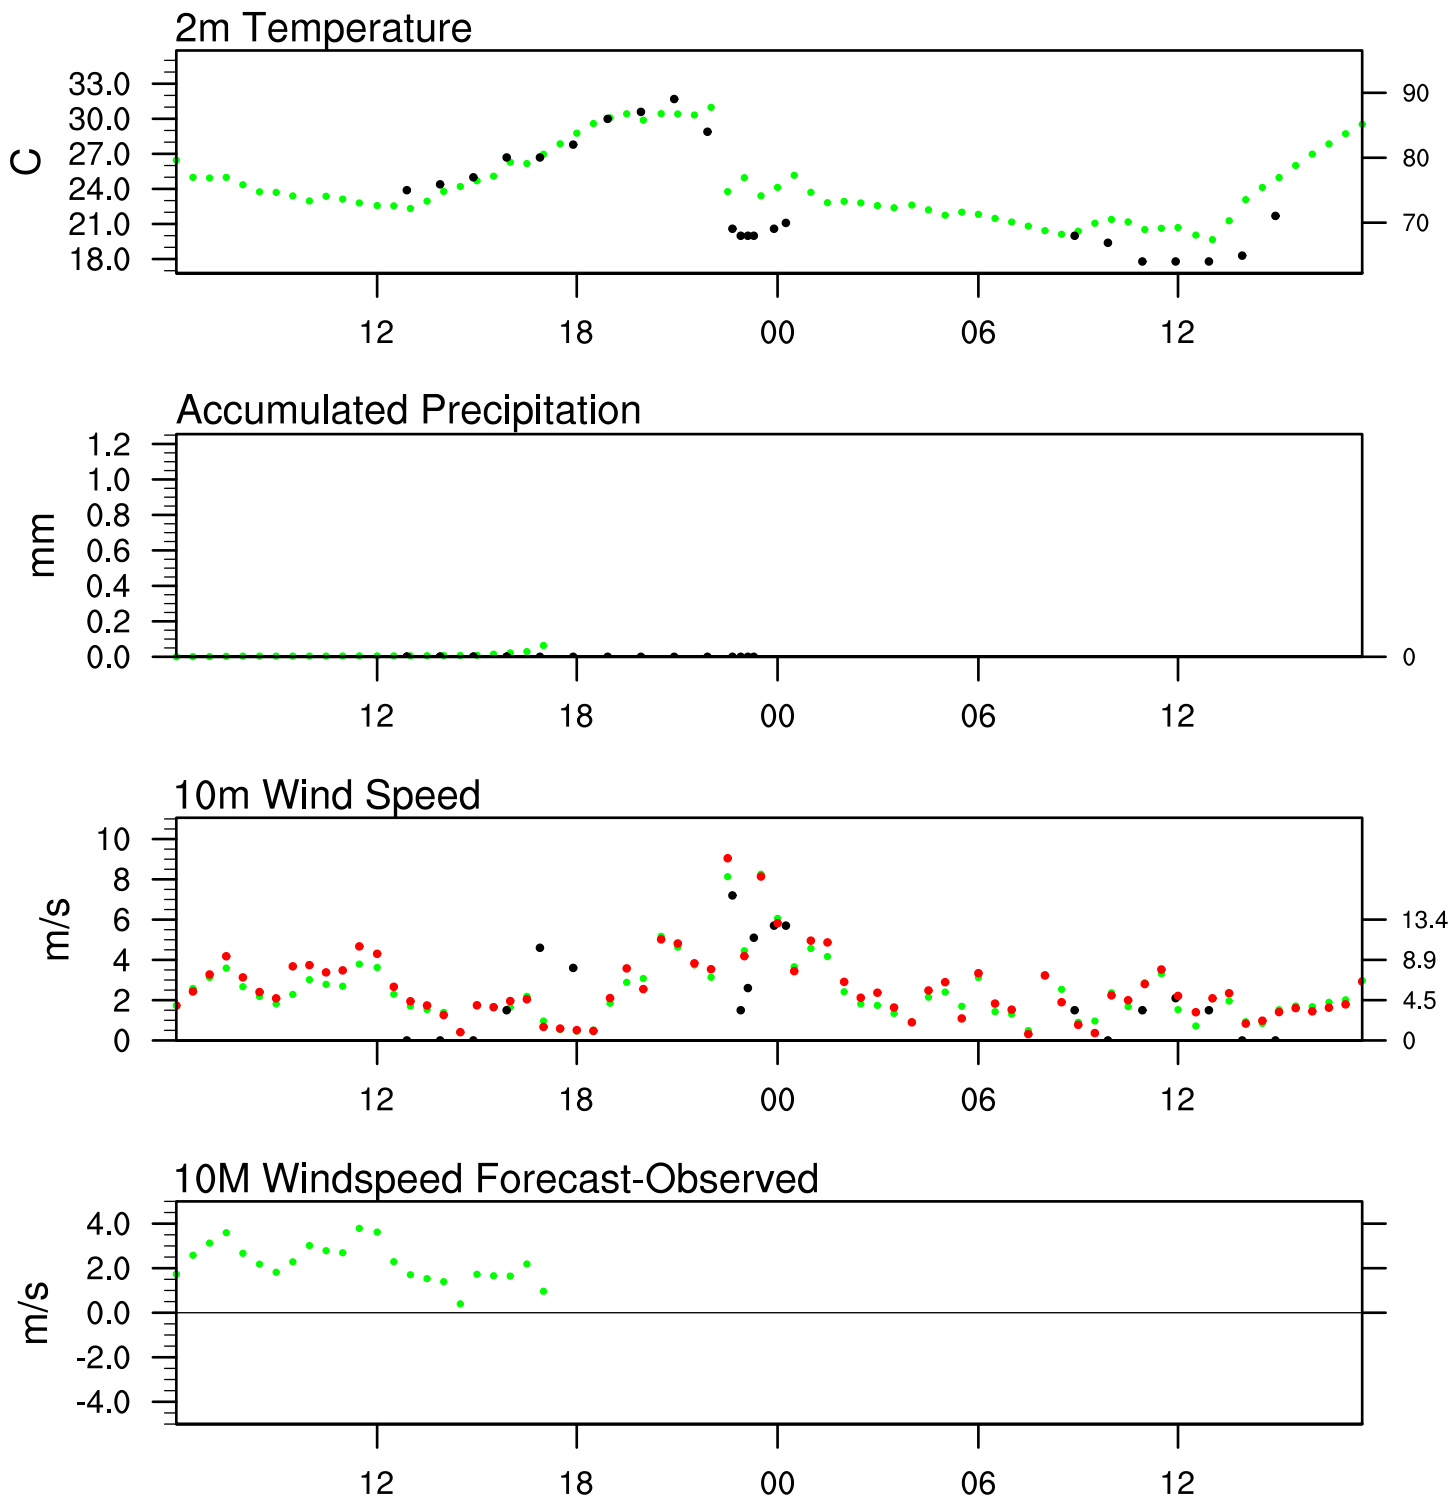 2m Temperature
33.0
30.0
27.0
24.0
21.0
18.0
C
90
80
70
12 18 00 06 12
Accumulated Precipitation
1.2
1.0
0.8
0.6
0.4
0.2
0.0
mm
0
12 18 00 06 12
10m Wind Speed
10
8
6
4
2
0
m/s
13.4
8.9
4.5
0
12 18 00 06 12
10M Windspeed Forecast-Observed
4.0
2.0
0.0
-2.0
-4.0
m/s
12 18 00 06 12